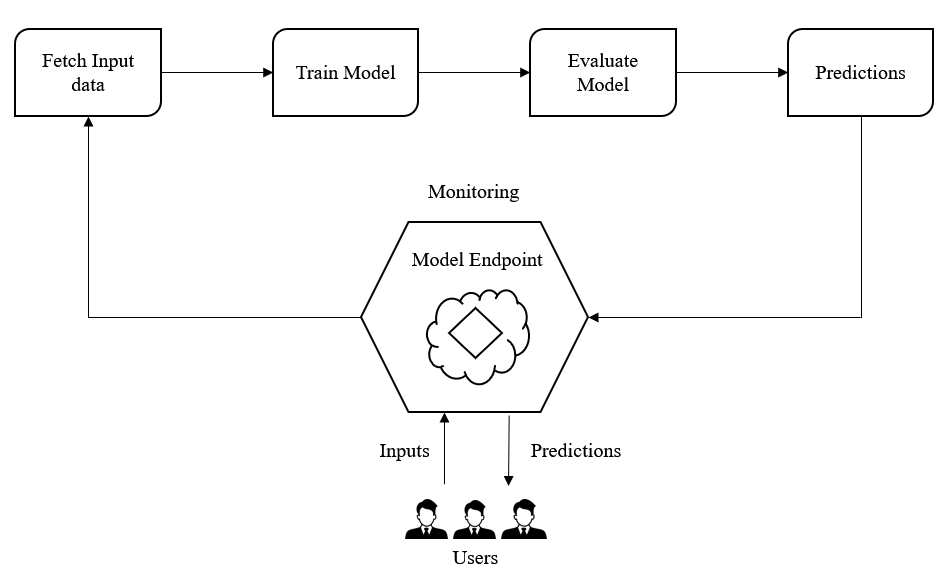 Fetch Input
data
Train Model
Evaluate
Model
Predictions
Monitoring
Model Endpoint
Inputs
Predictions
Users